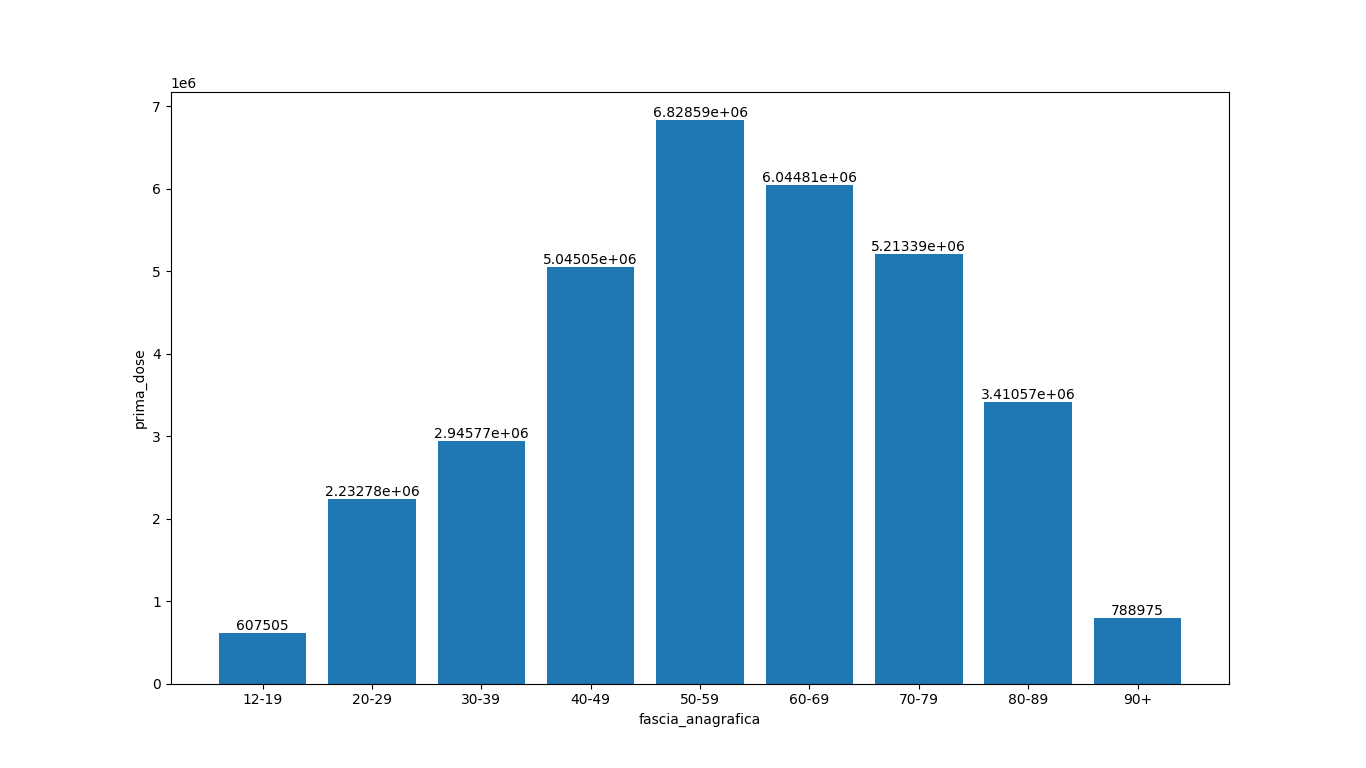 1e6
7
6.82859e+06
6
6.04481e+06
5.21339e+06
5.04505e+06
5
4
prima_dose
3.41057e+06
3
2.94577e+06
2.23278e+06
2
1
788975
607505
0
12-19 20-29 30-39 40-49 50-59 60-69 70-79 80-89 90+
fascia_anagrafica